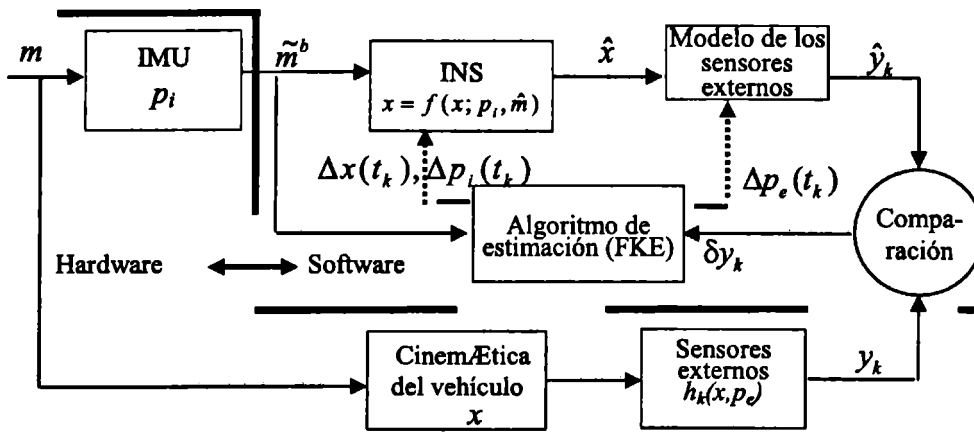 m
IMU
p_i
m̃^b
INS
x = f(x; p_i, m̂)
x̂
Modelo de los
sensores
externos
ŷ_k
Δx(t_k), Δp_i(t_k)
Δp_e(t_k)
Algoritmo de
estimación (FKE)
δy_k
Compa-
ración
Hardware
Software
CinemÆtica
del vehículo
x
Sensores
externos
h_k(x,p_e)
y_k